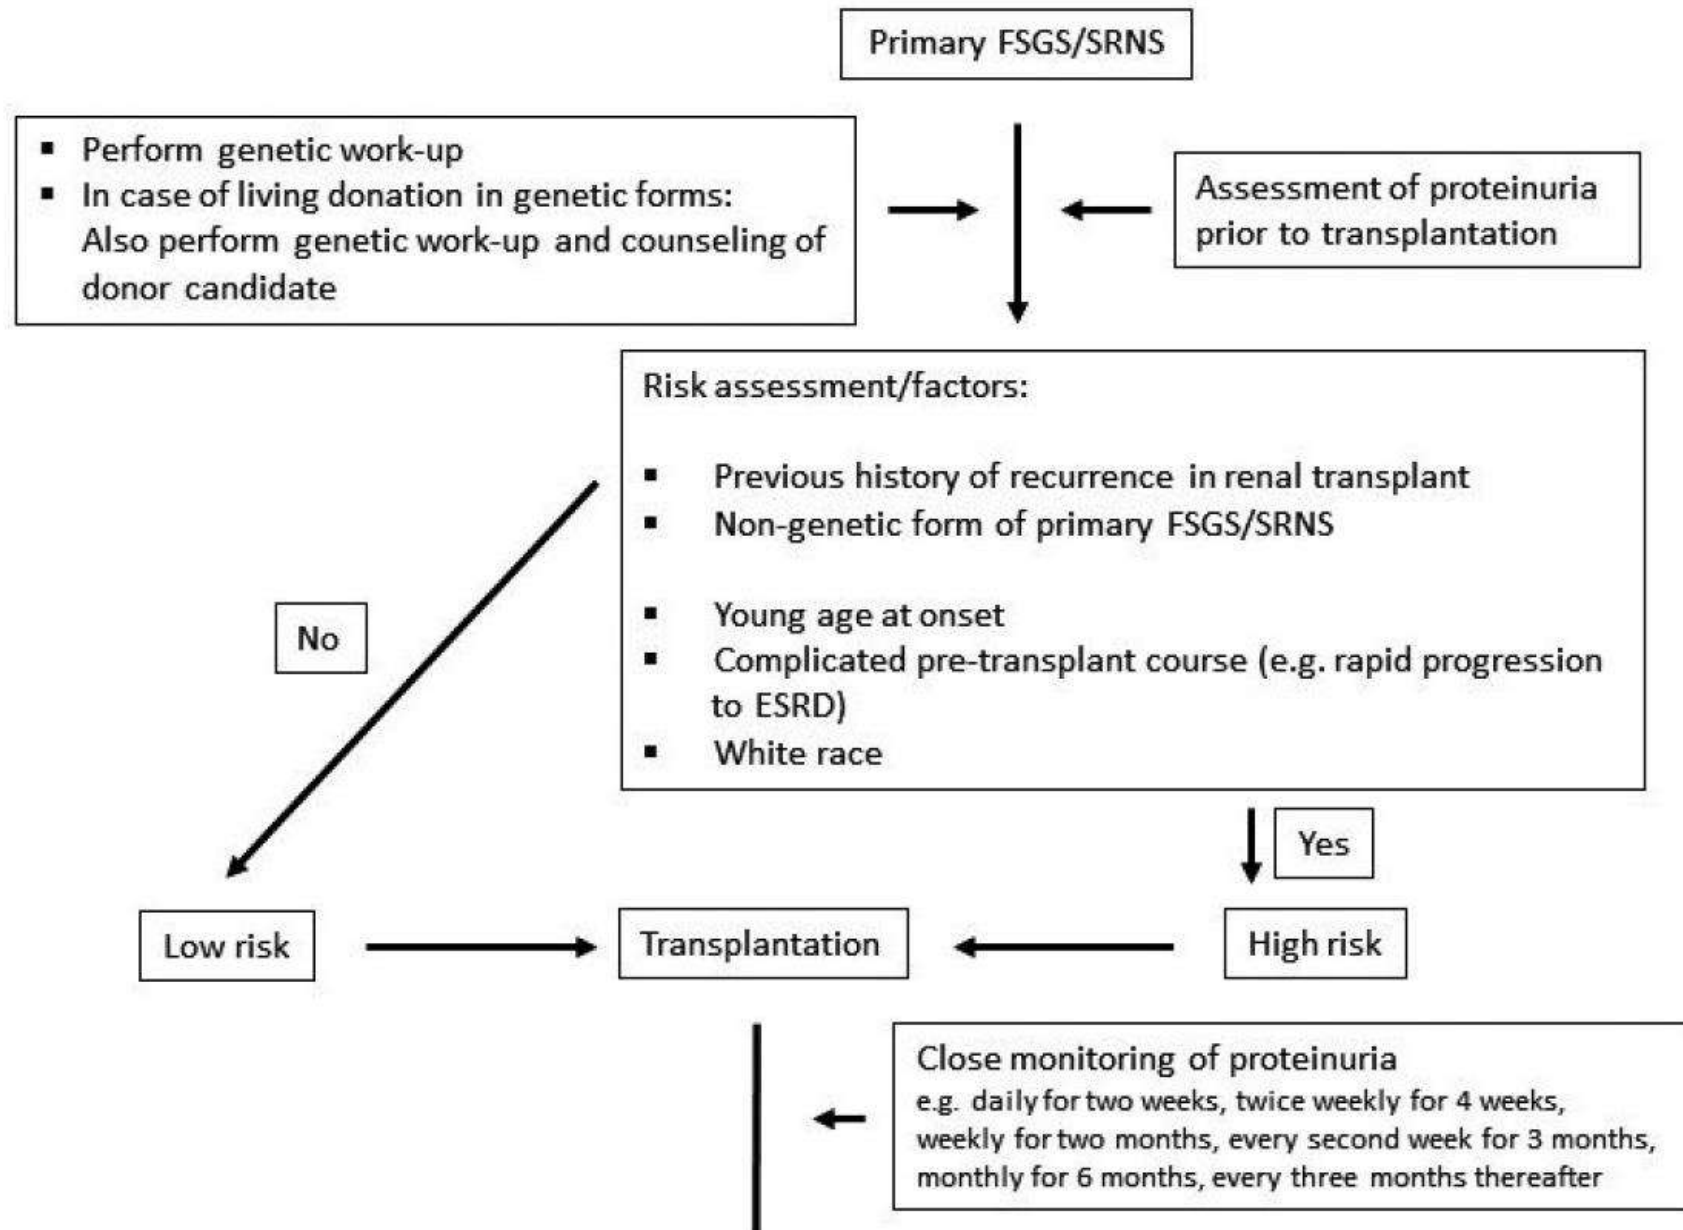 Primary FSGS/SRNS
▪ Perform genetic work-up
▪ In case of living donation in genetic forms:
Also perform genetic work-up and counseling of
donor candidate
Assessment of proteinuria
prior to transplantation
Risk assessment/factors:
▪ Previous history of recurrence in renal transplant
▪ Non-genetic form of primary FSGS/SRNS
▪ Young age at onset
▪ Complicated pre-transplant course (e.g. rapid progression
to ESRD)
▪ White race
No
Yes
Low risk
Transplantation
High risk
Close monitoring of proteinuria
e.g. daily for two weeks, twice weekly for 4 weeks,
weekly for two months, every second week for 3 months,
monthly for 6 months, every three months thereafter